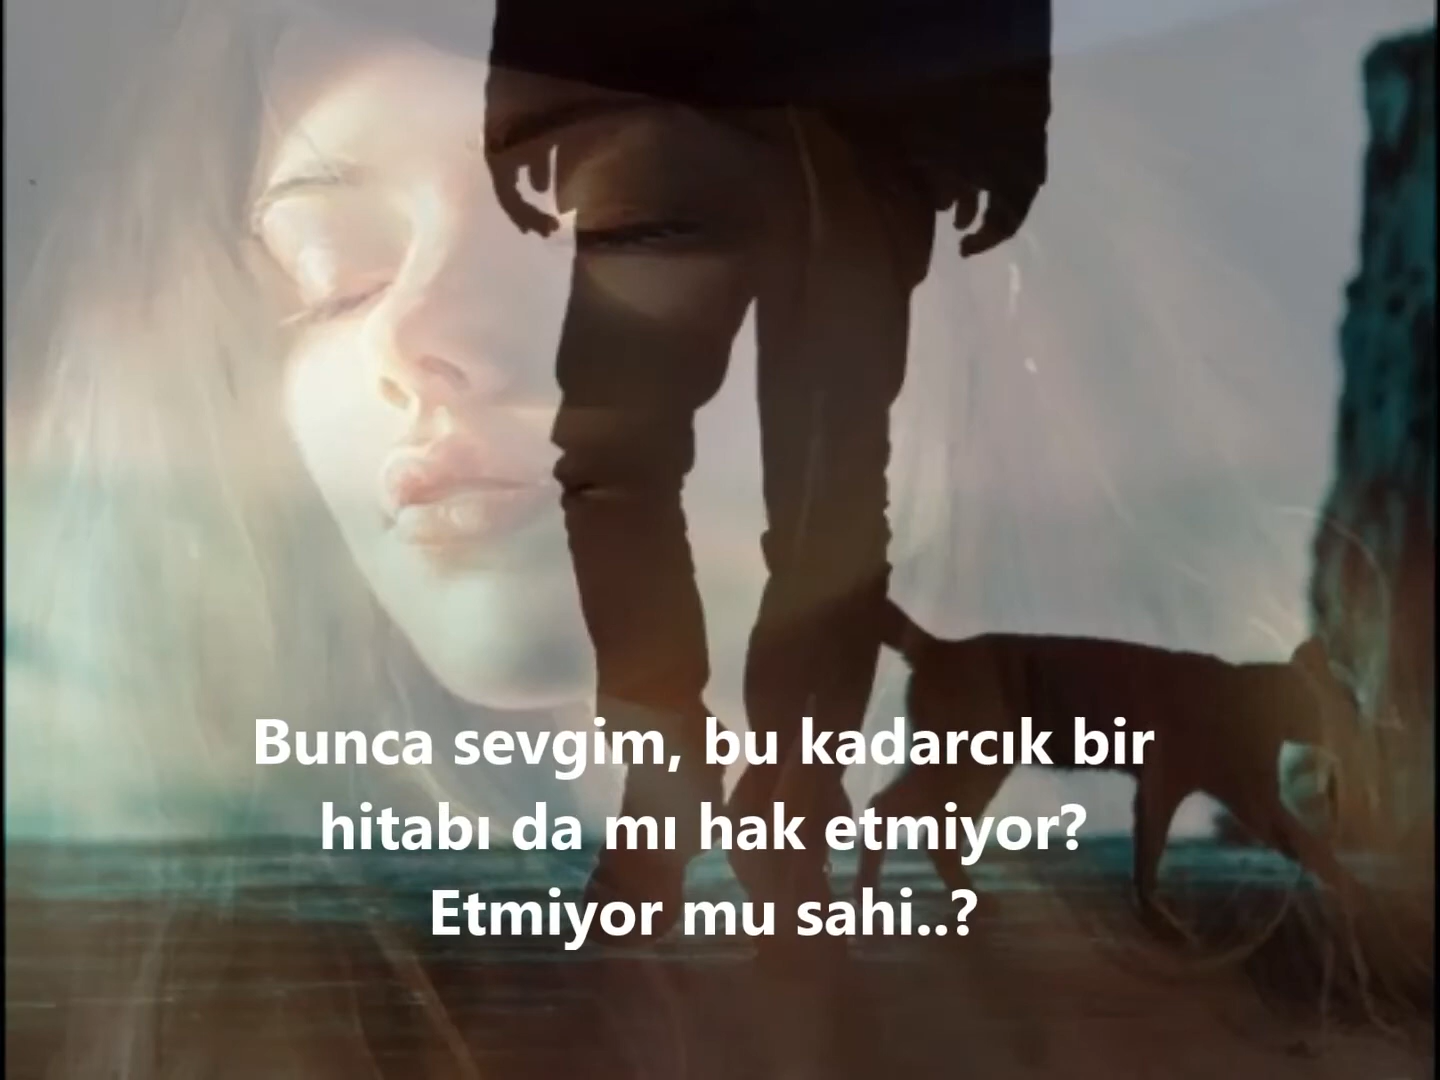 Bunca sevgim, bu kadarcık bir
hitabı da mı hak etmiyor?
Etmiyor mu sahi..?